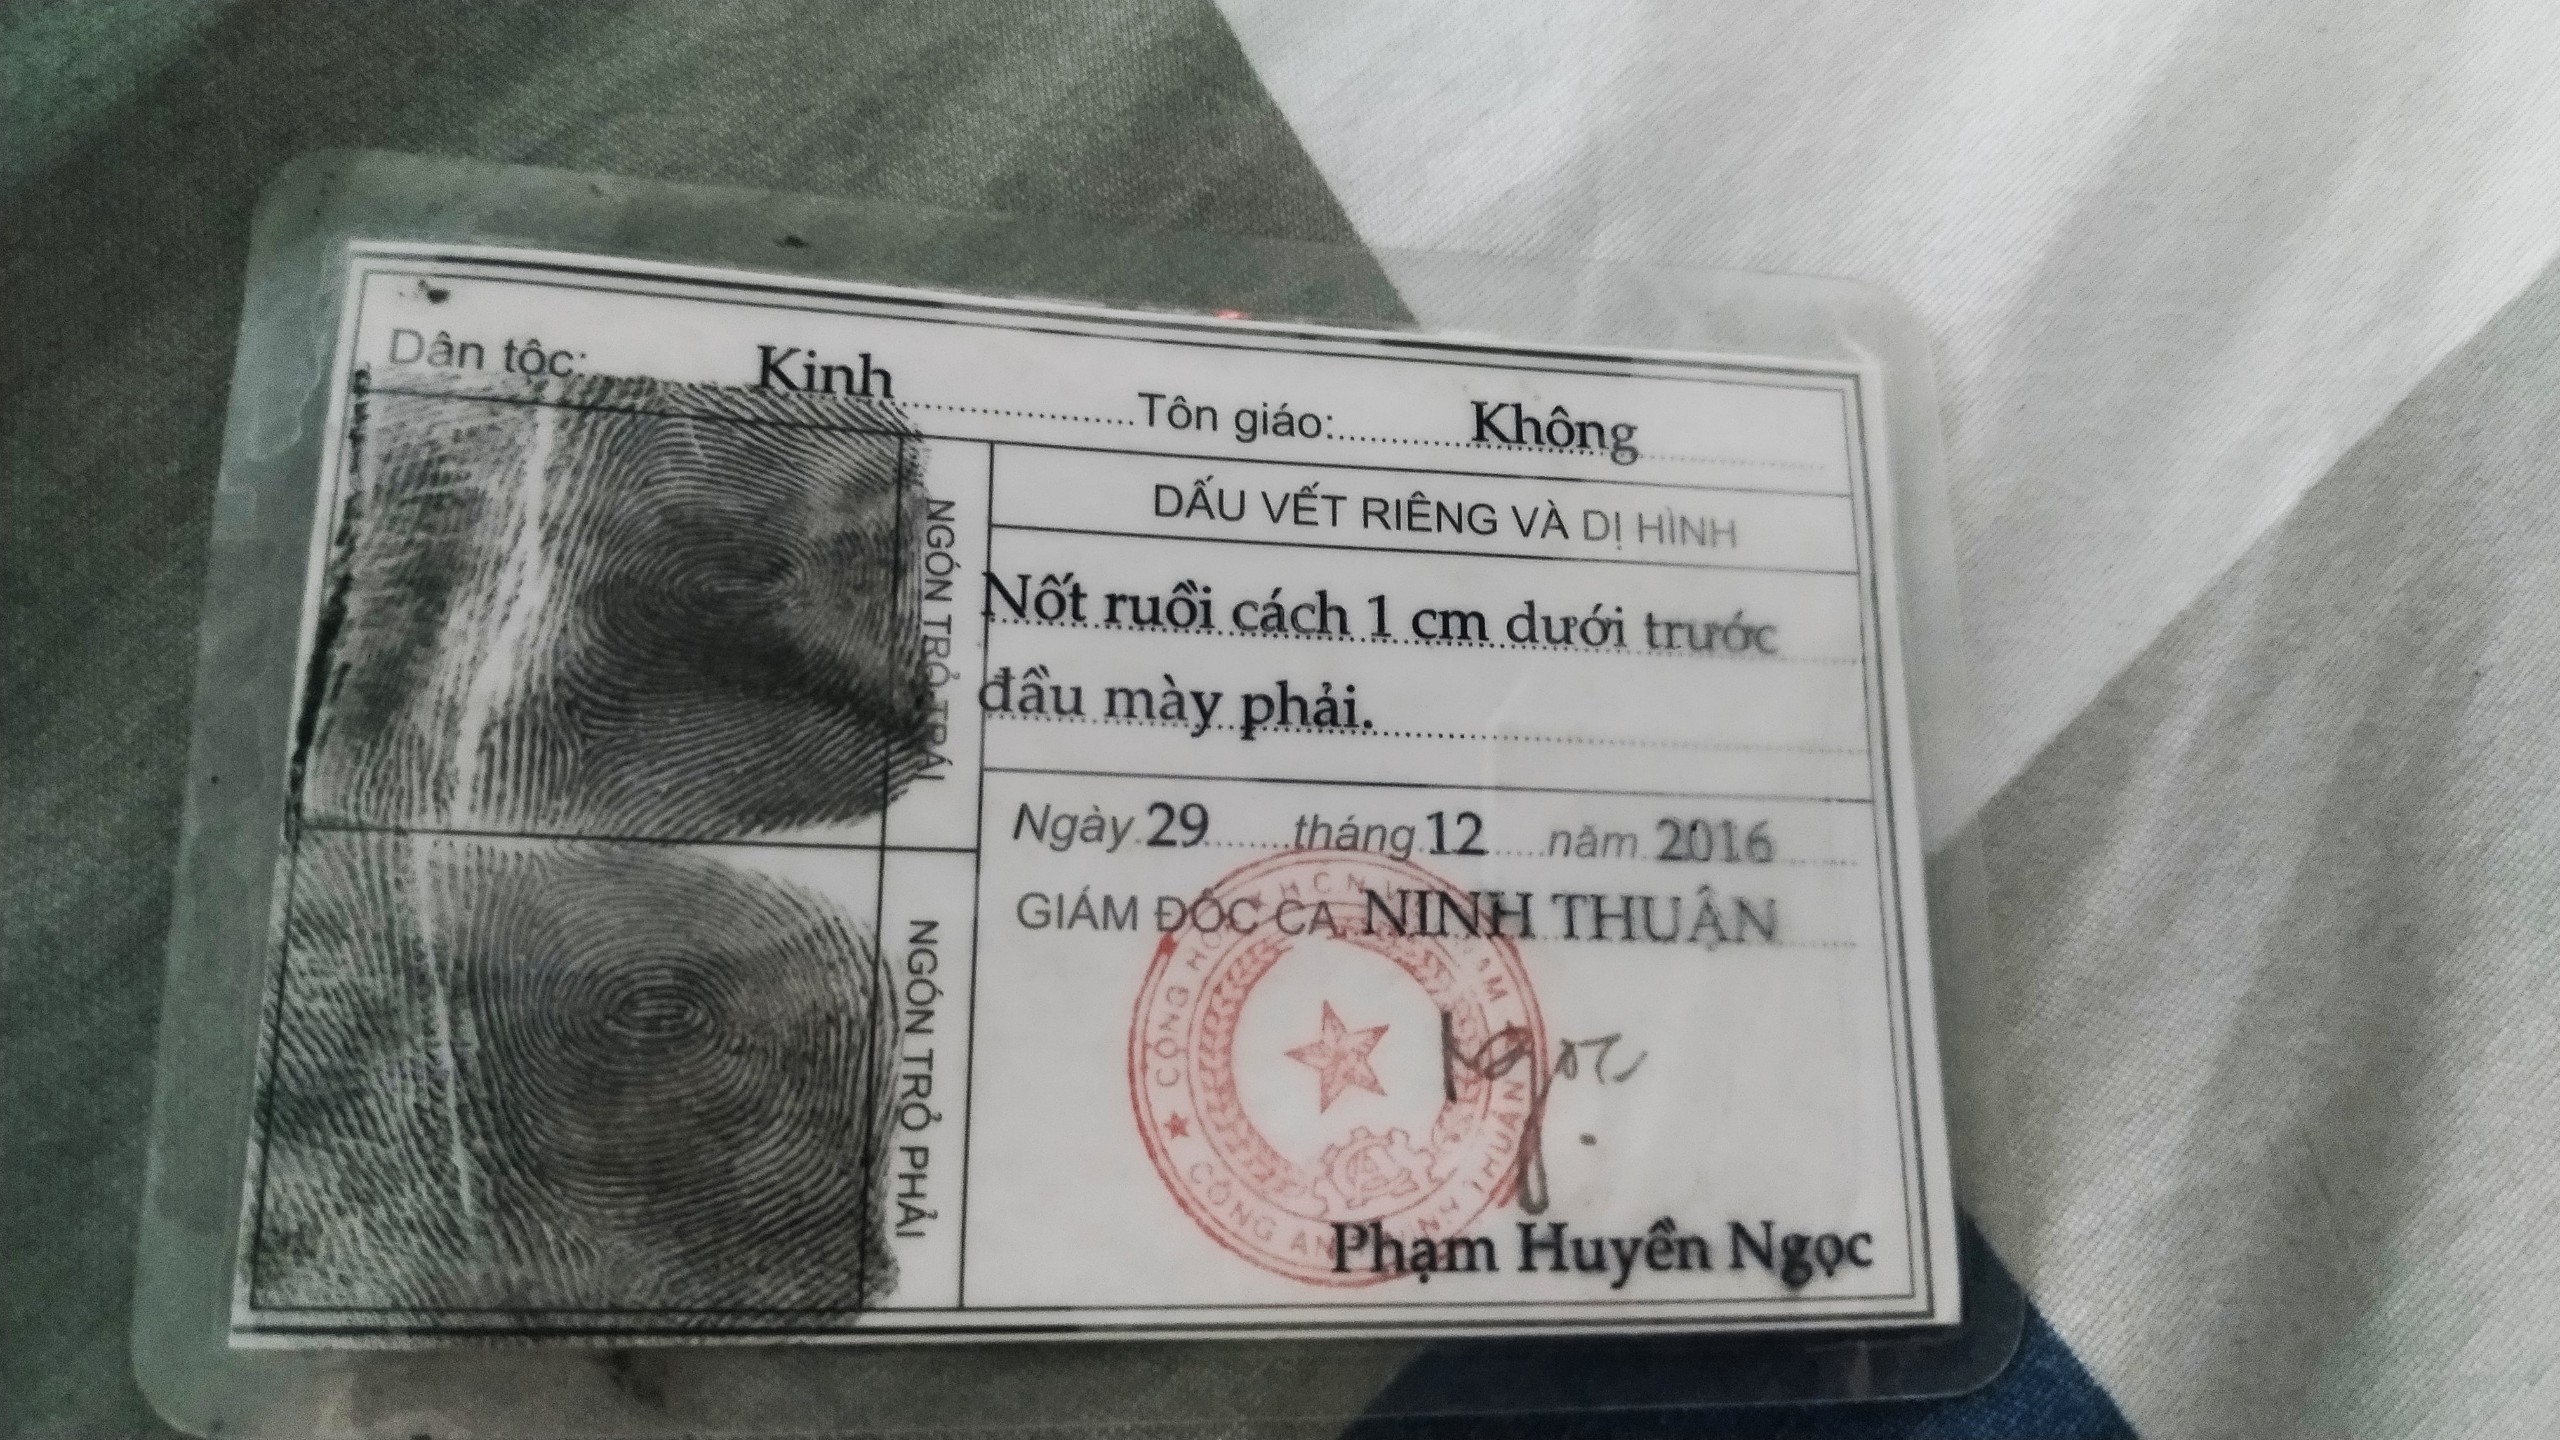 Dân tộc: Kinh Tôn giáo: Không
NGÓN TRỎ TRÁI
DẤU VẾT RIÊNG VÀ DỊ HÌNH
Nốt ruồi cách 1 cm dưới trước
đầu mày phải.
Ngày 29 tháng 12 năm 2016
GIÁM ĐỐC CA. NINH THUẬN
NGÓN TRỎ PHẢI
CỘNG HÒA XHCN VIỆT NAM
CÔNG AN NINH THUẬN
Ngọc
Phạm Huyền Ngọc